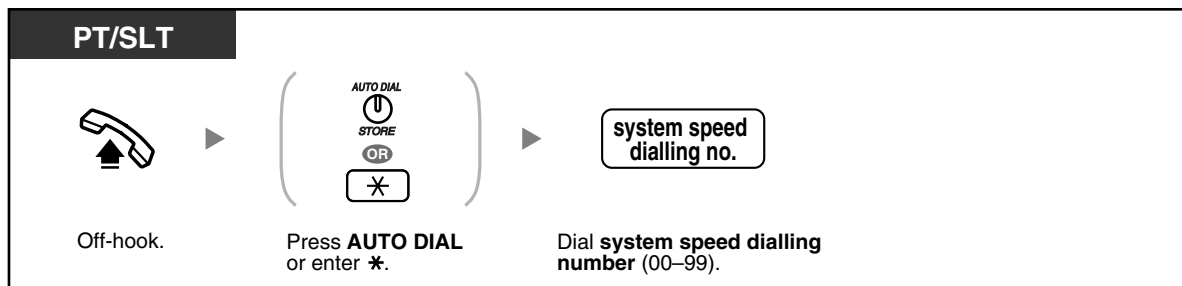 PT/SLT
AUTO DIAL
STORE
OR
system speed
dialling no.
Off-hook.
Press AUTO DIAL
or enter *.
Dial system speed dialling
number (00–99).